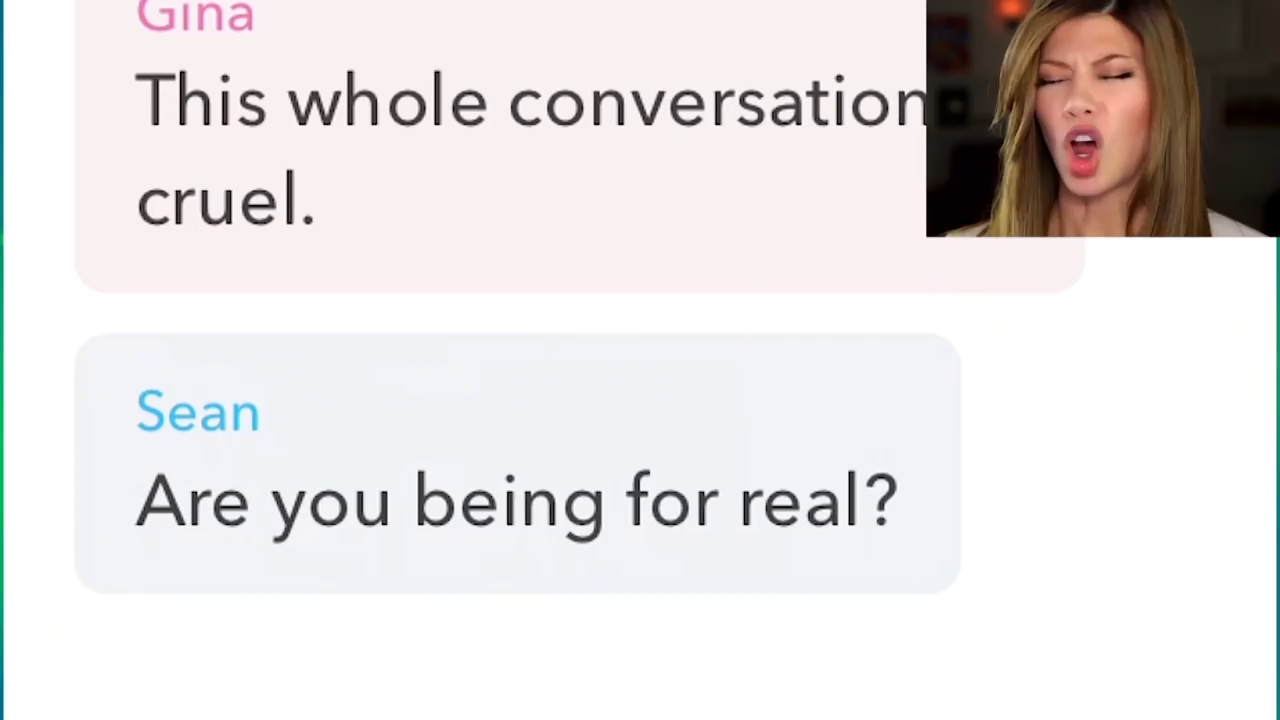 Gina
This whole conversation
cruel.
Sean
Are you being for real?